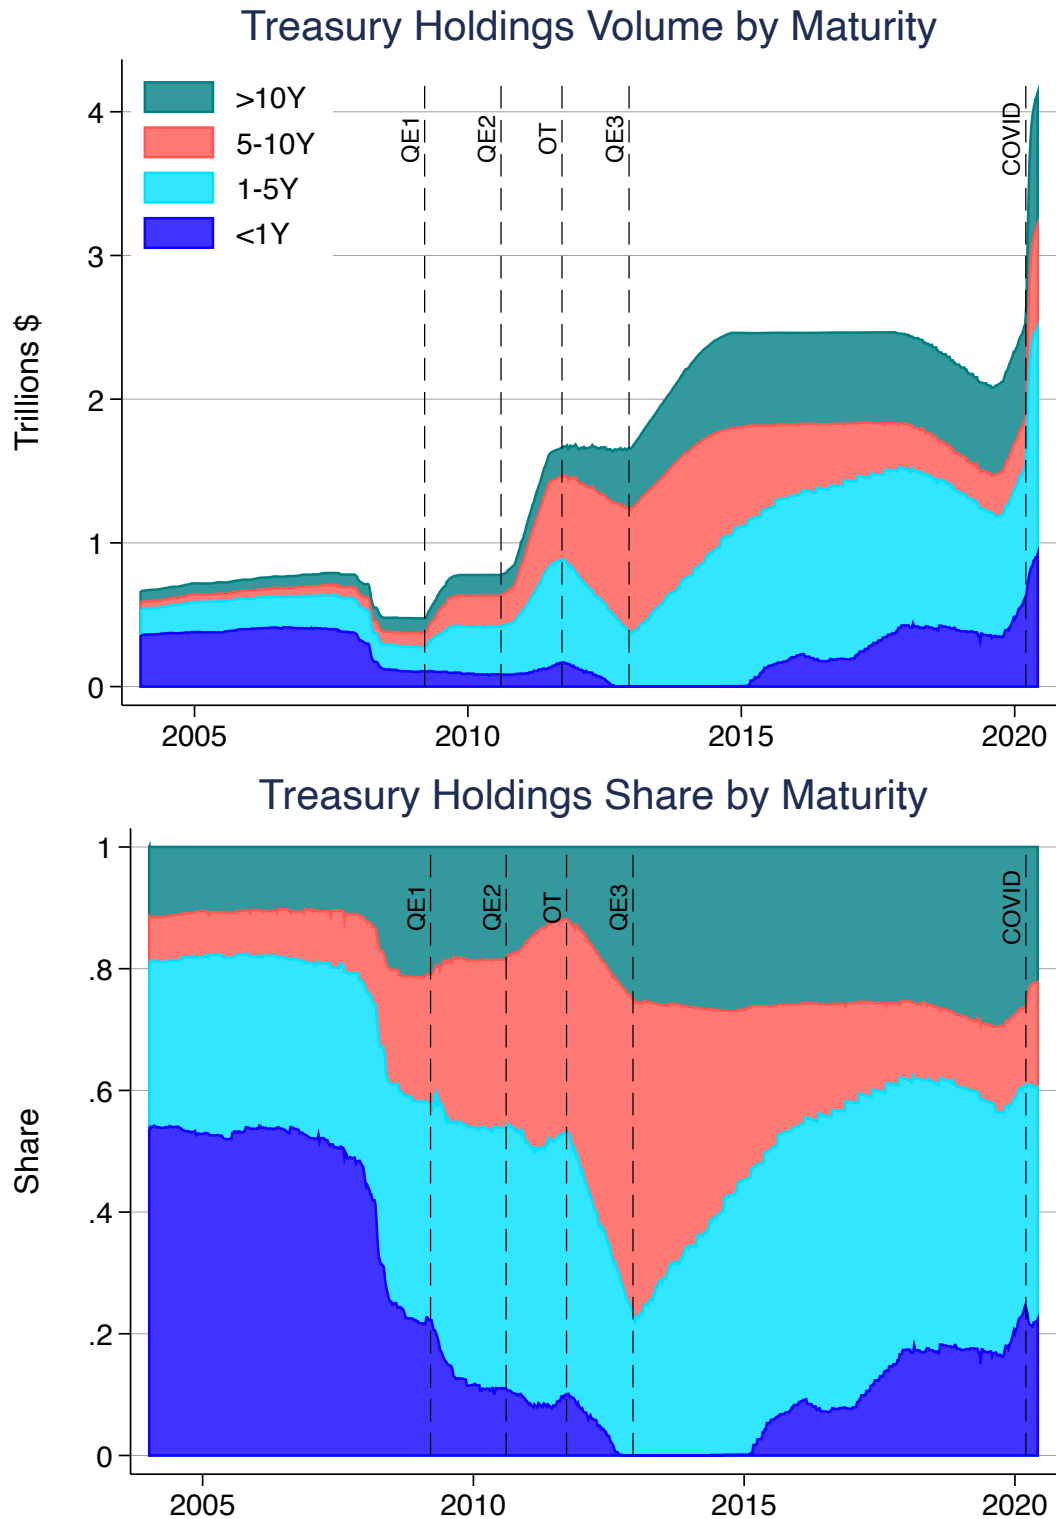 Treasury Holdings Volume by Maturity
>10Y
5-10Y
1-5Y
<1Y
QE1
QE2
OT
QE3
COVID
4
3
2
1
0
Trillions $
2005
2010
2015
2020
Treasury Holdings Share by Maturity
QE1
QE2
OT
QE3
COVID
1
.8
.6
.4
.2
0
Share
2005
2010
2015
2020